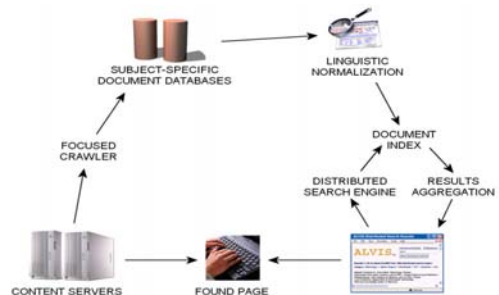 SUBJECT-SPECIFIC
DOCUMENT DATABASES
LINGUISTIC
NORMALIZATION
FOCUSED
CRAWLER
DOCUMENT
INDEX
DISTRIBUTED
SEARCH ENGINE
RESULTS
AGGREGATION
ALVIS
CONTENT SERVERS
FOUND PAGE